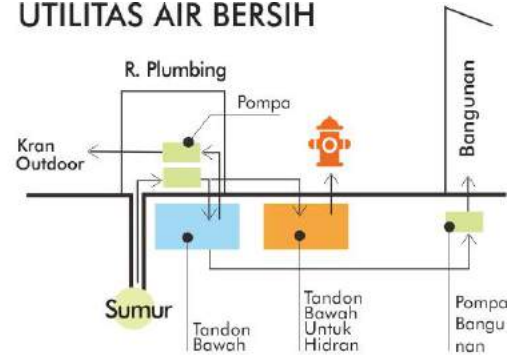 UTILITAS AIR BERSIH
R. Plumbing
Pompa
Kran
Outdoor
Bangunan
Sumur
Tandon
Bawah
Tandon
Bawah
Untuk
Hidran
Pompa
Bangu
nan